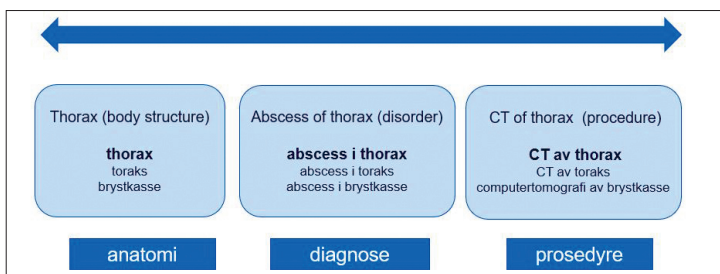 Thorax (body structure)
thorax
toraks
brystkasse
Abscess of thorax (disorder)
abscess i thorax
abscess i toraks
abscess i brystkasse
CT of thorax (procedure)
CT av thorax
CT av toraks
computertomografi av brystkasse
anatomi
diagnose
prosedyre